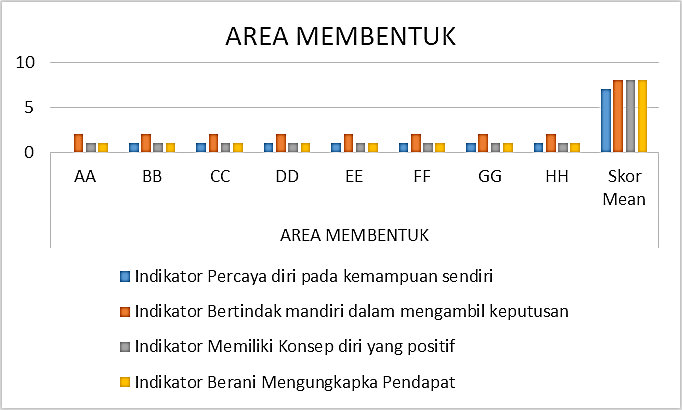 AREA MEMBENTUK
10
5
0
AA BB CC DD EE FF GG HH Skor
Mean
AREA MEMBENTUK
Indikator Percaya diri pada kemampuan sendiri
Indikator Bertindak mandiri dalam mengambil keputusan
Indikator Memiliki Konsep diri yang positif
Indikator Berani Mengungkapka Pendapat